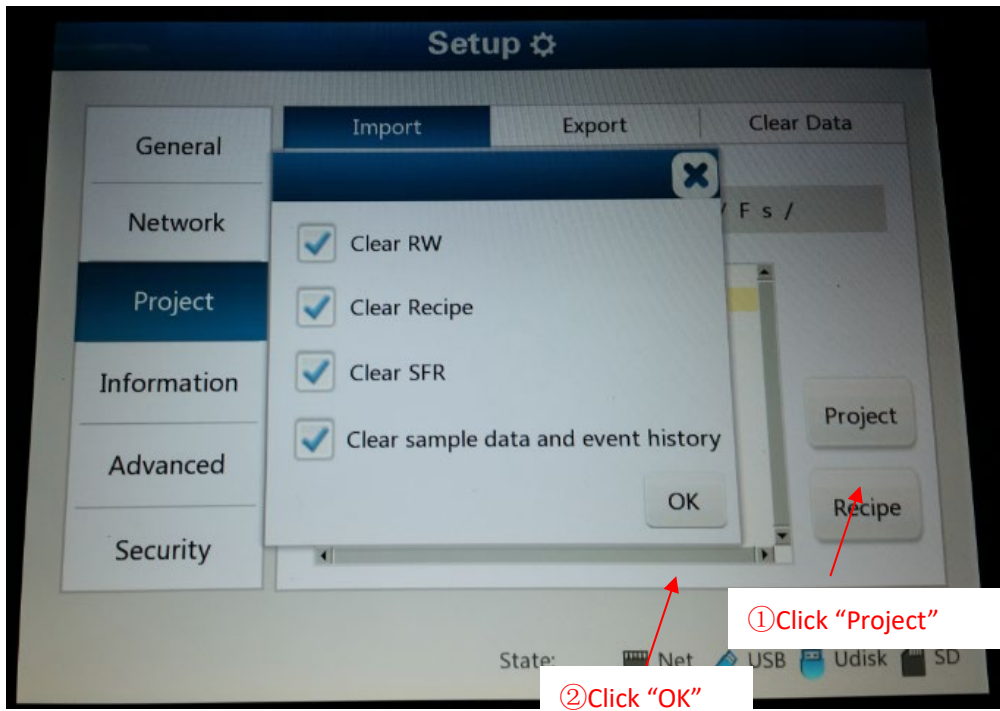 Setup
General
Network
Project
Information
Advanced
Security
Import
Export
Clear Data
/ F s /
Clear RW
Clear Recipe
Clear SFR
Clear sample data and event history
OK
Project
Recipe
①Click “Project”
State:
Net
USB
Udisk
SD
②Click “OK”